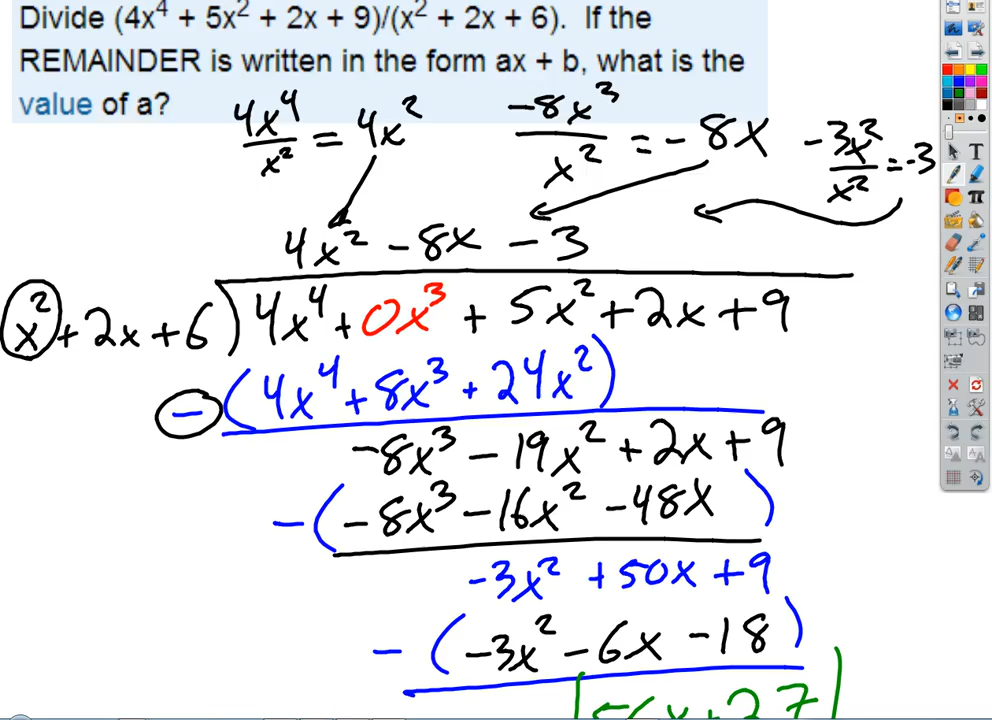 Divide (4x⁴ + 5x² + 2x + 9)/(x² + 2x + 6). If the
REMAINDER is written in the form ax + b, what is the
value of a?
4x⁴/x² = 4x² -8x³/x² = -8x -3x²/x² = -3
4x² - 8x - 3
x² + 2x + 6 ) 4x⁴ + 0x³ + 5x² + 2x + 9
- (4x⁴ + 8x³ + 24x²)
-8x³ - 19x² + 2x + 9
- (-8x³ - 16x² - 48x )
-3x² + 50x + 9
- (-3x² - 6x - 18 )
56x + 27